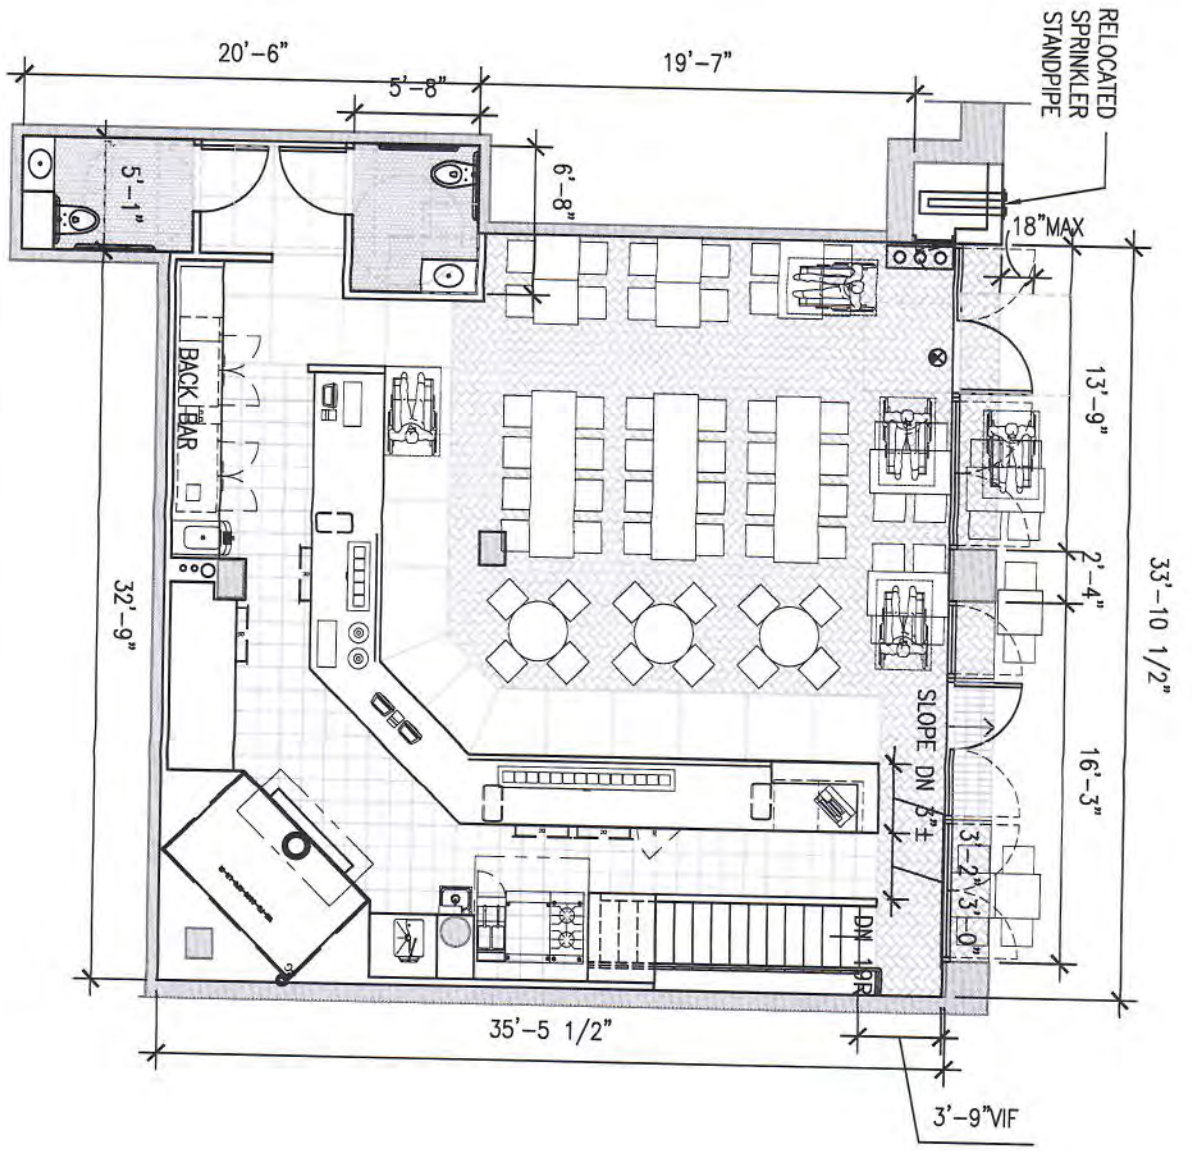 RELOCATED
SPRINKLER
STANDPIPE
20'-6"
19'-7"
5'-8"
6'-8"
5'-1"
18"MAX
13'-9"
2'-4"
33'-10 1/2"
16'-3"
BACK BAR
32'-9"
SLOPE DN 3"±
3'-2"
3'-0"
DN 19R
35'-5 1/2"
3'-9"VIF